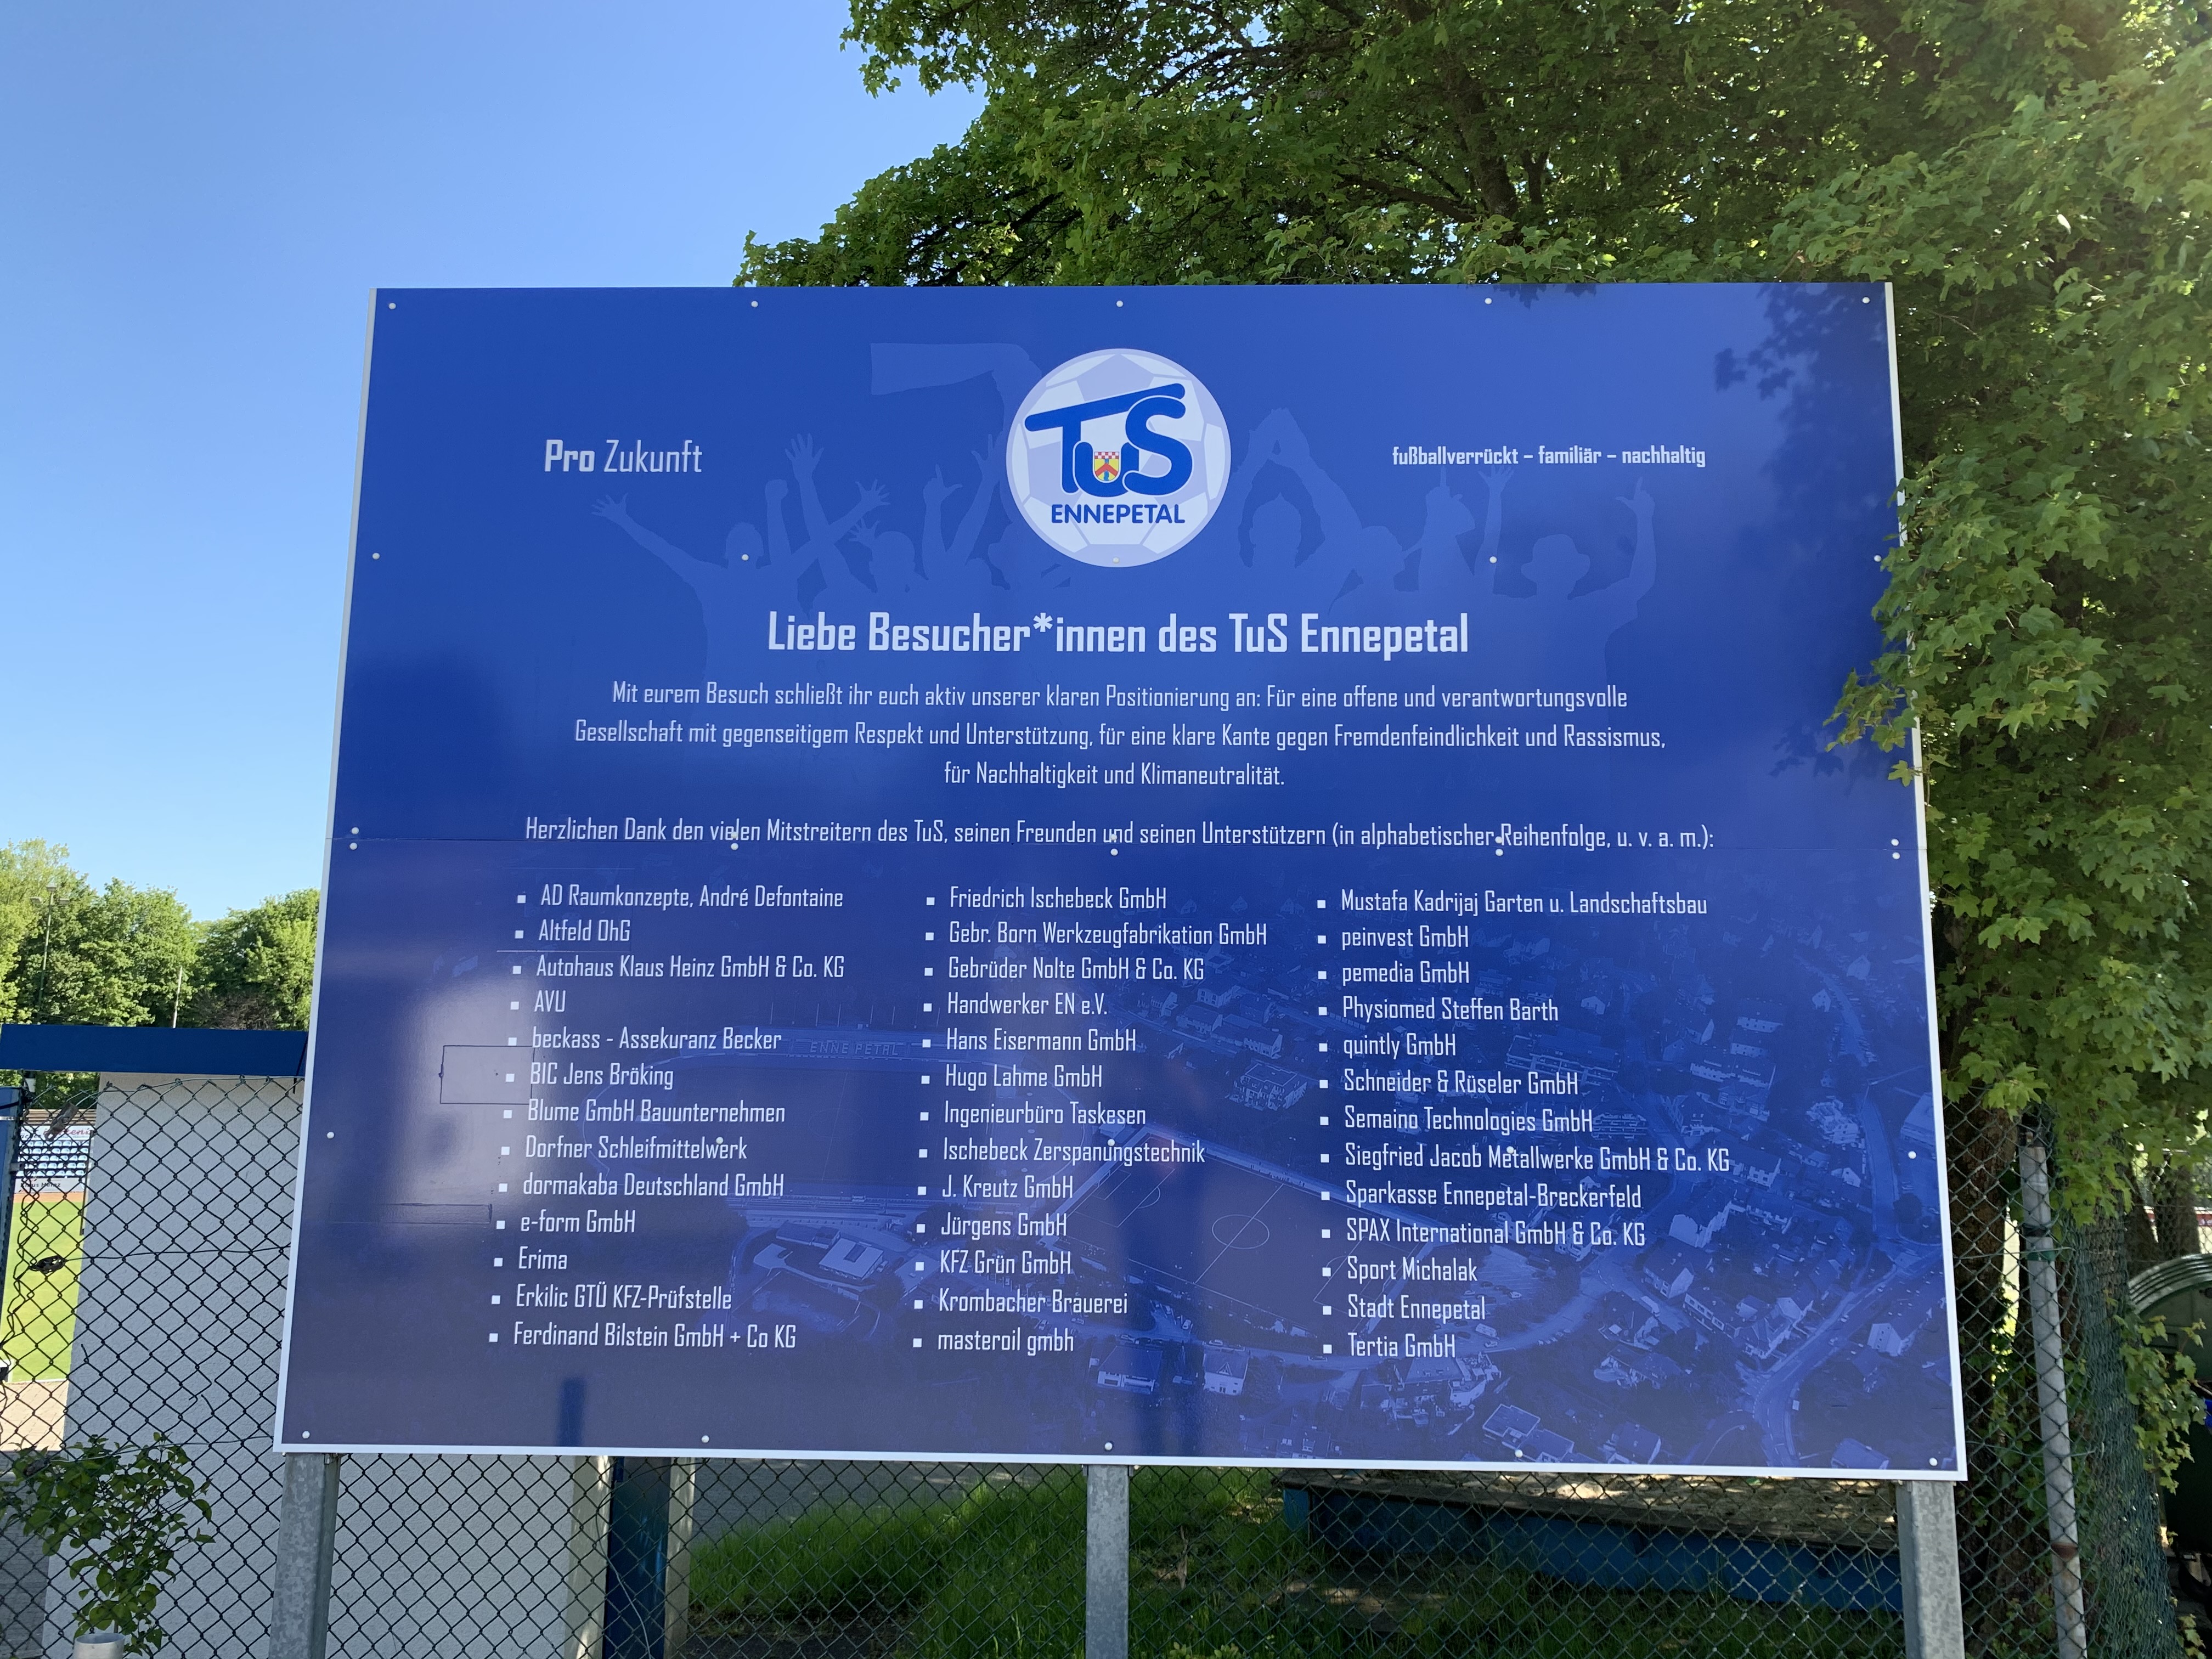 Pro Zukunft
TuS
ENNEPETAL
fußballverrückt – familiär – nachhaltig
Liebe Besucher*innen des TuS Ennepetal
Mit eurem Besuch schließt ihr euch aktiv unserer klaren Positionierung an: Für eine offene und verantwortungsvolle
Gesellschaft mit gegenseitigem Respekt und Unterstützung, für eine klare Kante gegen Fremdenfeindlichkeit und Rassismus,
für Nachhaltigkeit und Klimaneutralität.
Herzlichen Dank den vielen Mitstreitern des TuS, seinen Freunden und seinen Unterstützern (in alphabetischer Reihenfolge, u. v. a. m.):
▪ AD Raumkonzepte, André Defontaine
▪ Altfeld OhG
▪ Autohaus Klaus Heinz GmbH & Co. KG
▪ AVU
▪ beckass - Assekuranz Becker
▪ BIC Jens Bröking
▪ Blume GmbH Bauunternehmen
▪ Dorfner Schleifmittelwerk
▪ dormakaba Deutschland GmbH
▪ e-form GmbH
▪ Erima
▪ Erkilic GTÜ KFZ-Prüfstelle
▪ Ferdinand Bilstein GmbH + Co KG
▪ Friedrich Ischebeck GmbH
▪ Gebr. Born Werkzeugfabrikation GmbH
▪ Gebrüder Nolte GmbH & Co. KG
▪ Handwerker EN e.V.
▪ Hans Eisermann GmbH
▪ Hugo Lahme GmbH
▪ Ingenieurbüro Taskesen
▪ Ischebeck Zerspanungstechnik
▪ J. Kreutz GmbH
▪ Jürgens GmbH
▪ KFZ Grün GmbH
▪ Krombacher Brauerei
▪ masteroil gmbh
▪ Mustafa Kadrijaj Garten u. Landschaftsbau
▪ peinvest GmbH
▪ pemedia GmbH
▪ Physiomed Steffen Barth
▪ quintly GmbH
▪ Schneider & Rüseler GmbH
▪ Semaino Technologies GmbH
▪ Siegfried Jacob Metallwerke GmbH & Co. KG
▪ Sparkasse Ennepetal-Breckerfeld
▪ SPAX International GmbH & Co. KG
▪ Sport Michalak
▪ Stadt Ennepetal
▪ Tertia GmbH
ENNEPETAL